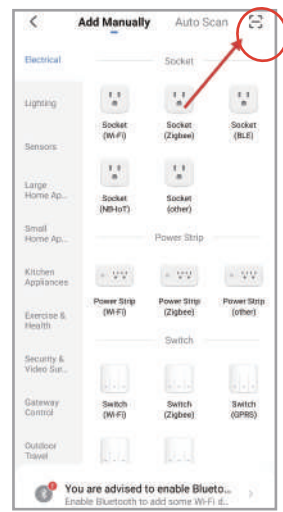 Add Manually Auto Scan
Electrical
Socket
Lighting
Socket
(Wi-Fi)
Socket
(Zigbee)
Socket
(BLE)
Sensors
Large
Home Ap...
Socket
(NB-IoT)
Socket
(other)
Small
Home Ap...
Power Strip
Kitchen
Appliances
Power Strip
(Wi-Fi)
Power Strip
(Zigbee)
Power Strip
(other)
Exercise &
Health
Switch
Security &
Video Sur...
Gateway
Control
Switch
(Wi-Fi)
Switch
(Zigbee)
Switch
(GPRS)
Outdoor
Travel
You are advised to enable Blueto...
Enable Bluetooth to add some Wi-Fi d...